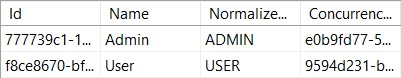 Id Name Normalize... Concurrenc...
777739c1-1... Admin ADMIN e0b9fd77-5...
f8ce8670-bf... User USER 9594d231-b...